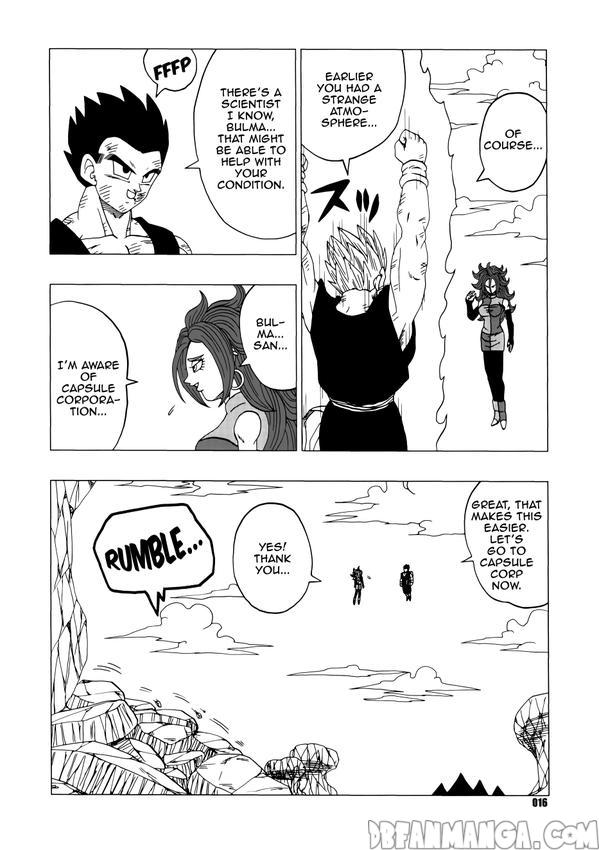 OF
COURSE...
EARLIER
YOU HAD A
STRANGE
ATMO-
SPHERE...
スッ
THERE'S A
SCIENTIST
I KNOW,
BULMA...
THAT MIGHT
BE ABLE TO
HELP WITH
YOUR
CONDITION.
FFFP
BUL-
MA...
SAN...
I'M AWARE
OF
CAPSULE
CORPORA-
TION...
GREAT, THAT
MAKES THIS
EASIER.
LET'S
GO TO
CAPSULE
CORP
NOW.
YES!
THANK
YOU...
RUMBLE...
016
DBFANMANGA.COM